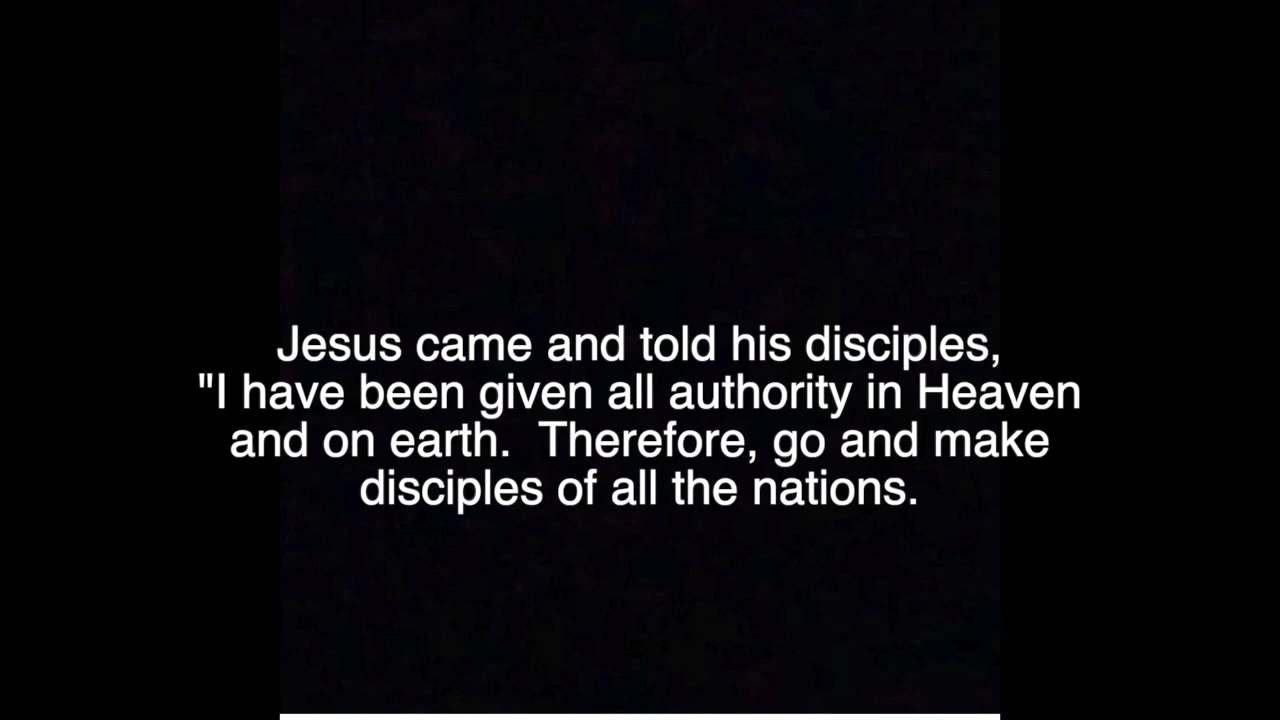 Jesus came and told his disciples,
"I have been given all authority in Heaven
and on earth.  Therefore, go and make
disciples of all the nations.